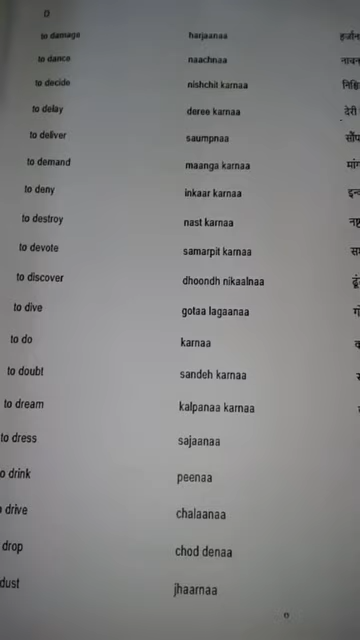 D
to damage harjaanaa
to dance naachnaa
to decide nishchit karnaa
to delay deree karnaa देरी
to deliver saumpnaa
to demand maanga karnaa
to deny inkaar karnaa
to destroy nast karnaa
to devote samarpit karnaa
to discover dhoondh nikaalnaa
to dive gotaa lagaanaa
to do karnaa
to doubt sandeh karnaa
to dream kalpanaa karnaa
to dress sajaanaa
o drink peenaa
drive chalaanaa
drop chod denaa
dust jhaarnaa